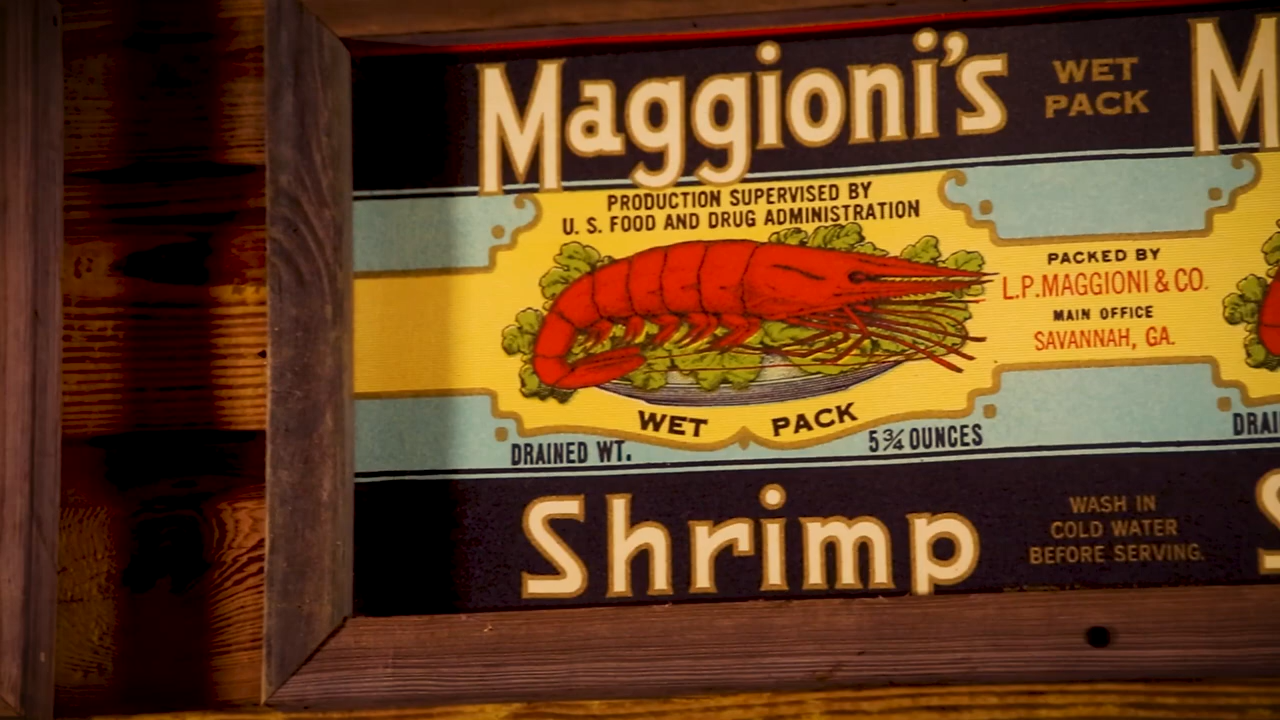 Maggioni's
WET
PACK
PRODUCTION SUPERVISED BY
U. S. FOOD AND DRUG ADMINISTRATION
PACKED BY
L.P. MAGGIONI & CO.
MAIN OFFICE
SAVANNAH, GA.
WET PACK
DRAINED WT. 5¾ OUNCES
Shrimp
WASH IN
COLD WATER
BEFORE SERVING.